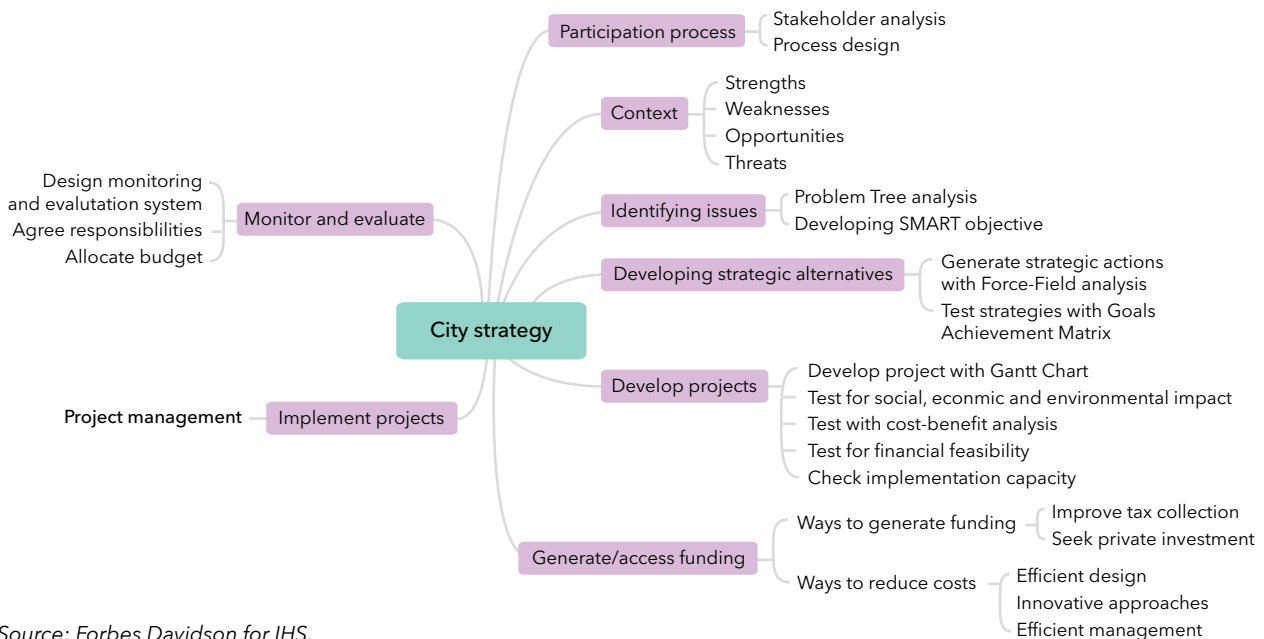 Participation process
Stakeholder analysis
Process design
Context
Strengths
Weaknesses
Opportunities
Threats
Identifying issues
Problem Tree analysis
Developing SMART objective
Developing strategic alternatives
Generate strategic actions
with Force-Field analysis
Test strategies with Goals
Achievement Matrix
Monitor and evaluate
Design monitoring
and evalutation system
Agree responsiblilities
Allocate budget
City strategy
Develop projects
Develop project with Gantt Chart
Test for social, econmic and environmental impact
Test with cost-benefit analysis
Test for financial feasibility
Check implementation capacity
Implement projects
Project management
Generate/access funding
Ways to generate funding
Improve tax collection
Seek private investment
Ways to reduce costs
Efficient design
Innovative approaches
Efficient management
Source: Forbes Davidson for IHS.